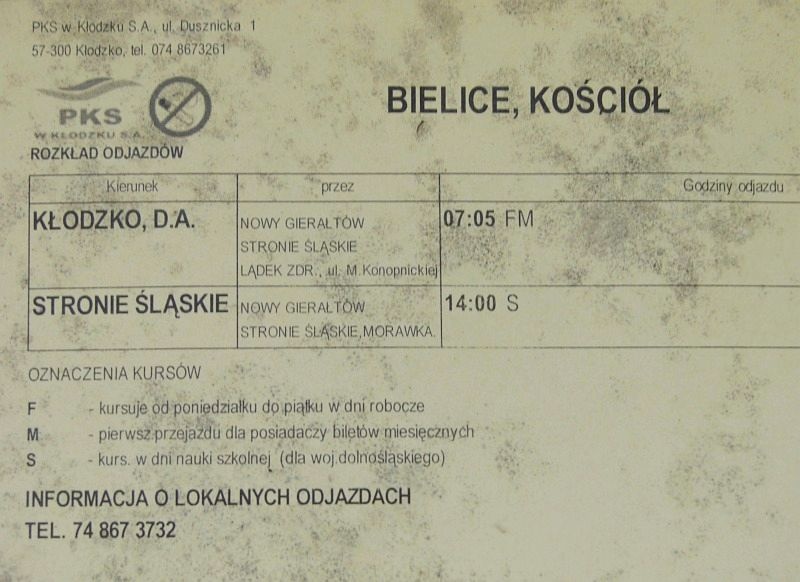 PKS w Kłodzku S.A., ul. Dusznicka 1
57-300 Kłodzko, tel. 074 8673261
PKS
W KŁODZKU S.A.
BIELICE, KOŚCIÓŁ
ROZKŁAD ODJAZDÓW
Kierunek przez Godziny odjazdu
KŁODZKO, D.A. NOWY GIERAŁTÓW 07:05 FM
STRONIE ŚLĄSKIE
LĄDEK ZDR., ul. M.Konopnickiej
STRONIE ŚLĄSKIE NOWY GIERAŁTÓW 14:00 S
STRONIE ŚLĄSKIE,MORAWKA.
OZNACZENIA KURSÓW
F - kursuje od poniedziałku do piątku w dni robocze
M - pierwsz.przejazdu dla posiadaczy biletów miesięcznych
S - kurs. w dni nauki szkolnej (dla woj.dolnośląskiego)
INFORMACJA O LOKALNYCH ODJAZDACH
TEL. 74 867 3732